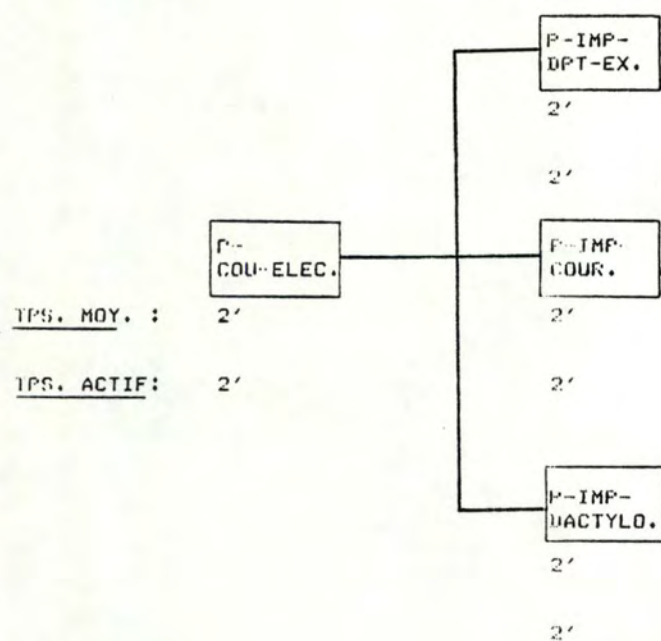 P-IMP-
DPT-EX.
2'
2'
P-
COU-ELEC.
P-IMP-
COUR.
TPS. MOY. : 2' 2'
TPS. ACTIF: 2' 2'
P-IMP-
DACTYLO.
2'
2'